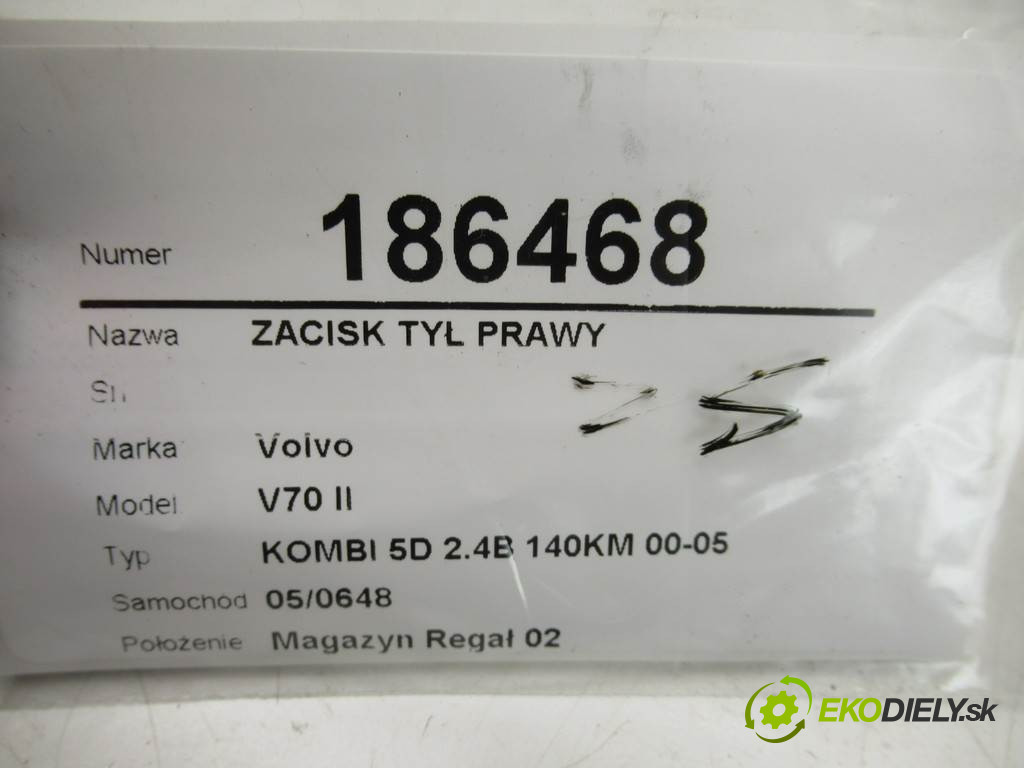 Numer 186468
Nazwa ZACISK TYŁ PRAWY
Marka Volvo
Model V70 II
Typ KOMBI 5D 2.4B 140KM 00-05
Samochód 05/0648
Położenie Magazyn Regał 02
EKODIELY.sk